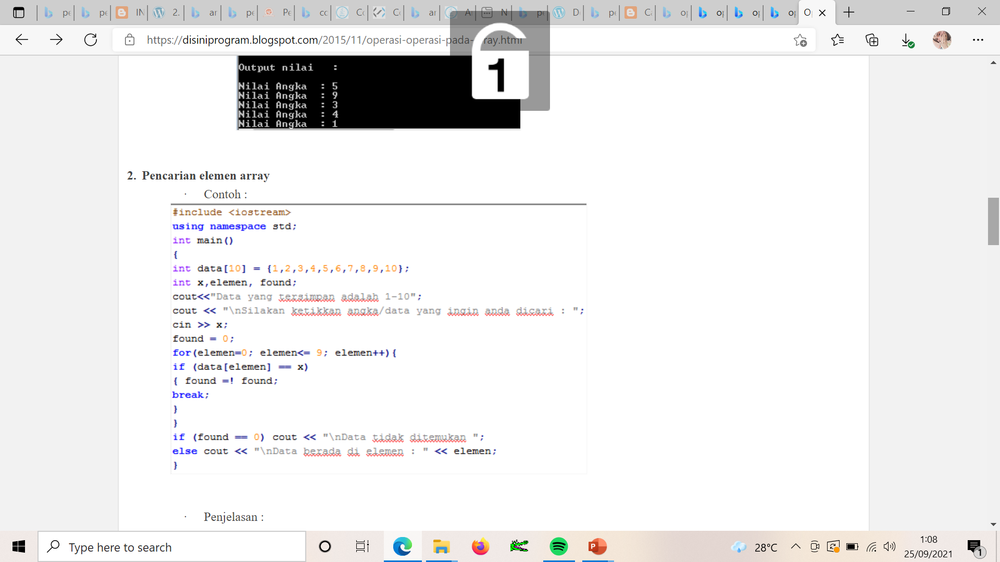 pe
pe
IN
2.
ar
pe
Pe
cc
Co
Co
ar
A
N
pe
D
pe
Co
op
op
op
op
O
https://disiniprogram.blogspot.com/2015/11/operasi-operasi-pada-array.html
1
Output nilai :
Nilai Angka : 5
Nilai Angka : 9
Nilai Angka : 3
Nilai Angka : 4
Nilai Angka : 1
2. Pencarian elemen array
· Contoh :
#include <iostream>
using namespace std;
int main()
{
int data[10] = {1,2,3,4,5,6,7,8,9,10};
int x,elemen, found;
cout<<"Data yang tersimpan adalah 1-10";
cout << "\nSilakan ketikkan angka/data yang ingin anda dicari : ";
cin >> x;
found = 0;
for(elemen=0; elemen<= 9; elemen++){
if (data[elemen] == x)
{ found =! found;
break;
}
}
if (found == 0) cout << "\nData tidak ditemukan ";
else cout << "\nData berada di elemen : " << elemen;
}
· Penjelasan :
Type here to search
28°C
1:08
25/09/2021
1